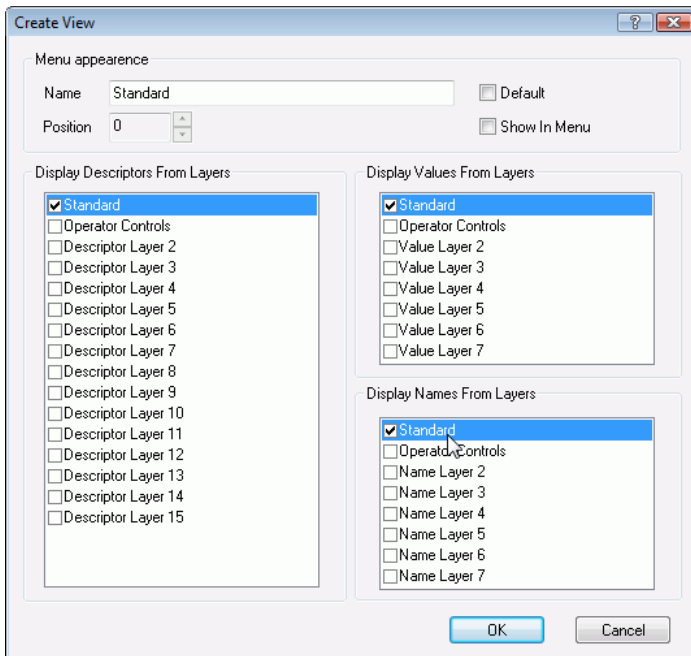 Create View
?
Menu appearence
Name
Standard
Default
Position
0
Show In Menu
Display Descriptors From Layers
Standard
Operator Controls
Descriptor Layer 2
Descriptor Layer 3
Descriptor Layer 4
Descriptor Layer 5
Descriptor Layer 6
Descriptor Layer 7
Descriptor Layer 8
Descriptor Layer 9
Descriptor Layer 10
Descriptor Layer 11
Descriptor Layer 12
Descriptor Layer 13
Descriptor Layer 14
Descriptor Layer 15
Display Values From Layers
Standard
Operator Controls
Value Layer 2
Value Layer 3
Value Layer 4
Value Layer 5
Value Layer 6
Value Layer 7
Display Names From Layers
Standard
Operator Controls
Name Layer 2
Name Layer 3
Name Layer 4
Name Layer 5
Name Layer 6
Name Layer 7
OK
Cancel